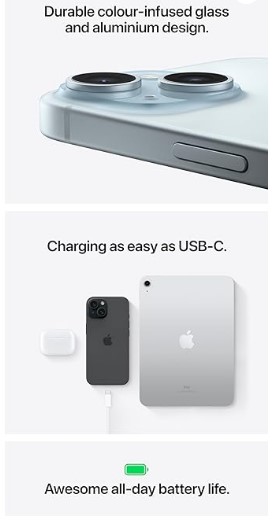 Durable colour-infused glass
and aluminium design.
Charging as easy as USB-C.
Awesome all-day battery life.